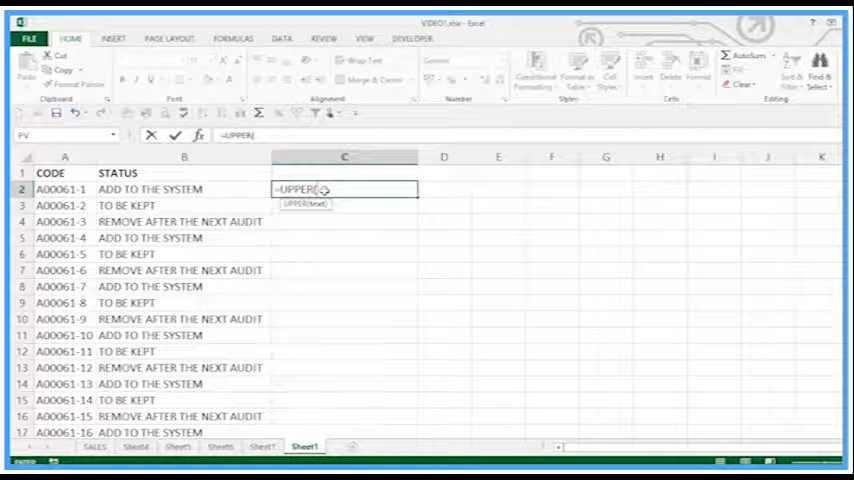 VIDEO1.xlsx - Excel
FILE HOME INSERT PAGE LAYOUT FORMULAS DATA REVIEW VIEW DEVELOPER
Cut
Copy
Format Painter
Paste
Wrap Text
Merge & Center
Conditional Formatting
Format as Table
Cell Styles
Insert Delete Format
AutoSum
Fill
Clear
Sort & Find &
Select
Clipboard Font Alignment Number Styles Cells Editing
PV =UPPER(
A B C D E F G H I J K
1 CODE STATUS
2 A00061-1 ADD TO THE SYSTEM =UPPER(
UPPER(text)
3 A00061-2 TO BE KEPT
4 A00061-3 REMOVE AFTER THE NEXT AUDIT
5 A00061-4 ADD TO THE SYSTEM
6 A00061-5 TO BE KEPT
7 A00061-6 REMOVE AFTER THE NEXT AUDIT
8 A00061-7 ADD TO THE SYSTEM
9 A00061-8 TO BE KEPT
10 A00061-9 REMOVE AFTER THE NEXT AUDIT
11 A00061-10 ADD TO THE SYSTEM
12 A00061-11 TO BE KEPT
13 A00061-12 REMOVE AFTER THE NEXT AUDIT
14 A00061-13 ADD TO THE SYSTEM
15 A00061-14 TO BE KEPT
16 A00061-15 REMOVE AFTER THE NEXT AUDIT
17 A00061-16 ADD TO THE SYSTEM
SALES Sheet4 Sheet5 Sheet6 Sheet7 Sheet1